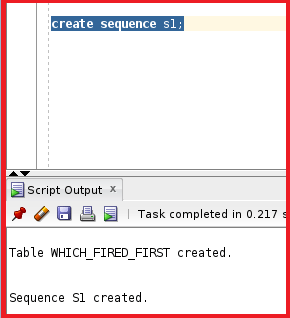 create sequence s1;
Script Output x
Task completed in 0.217 s
Table WHICH_FIRED_FIRST created.
Sequence S1 created.